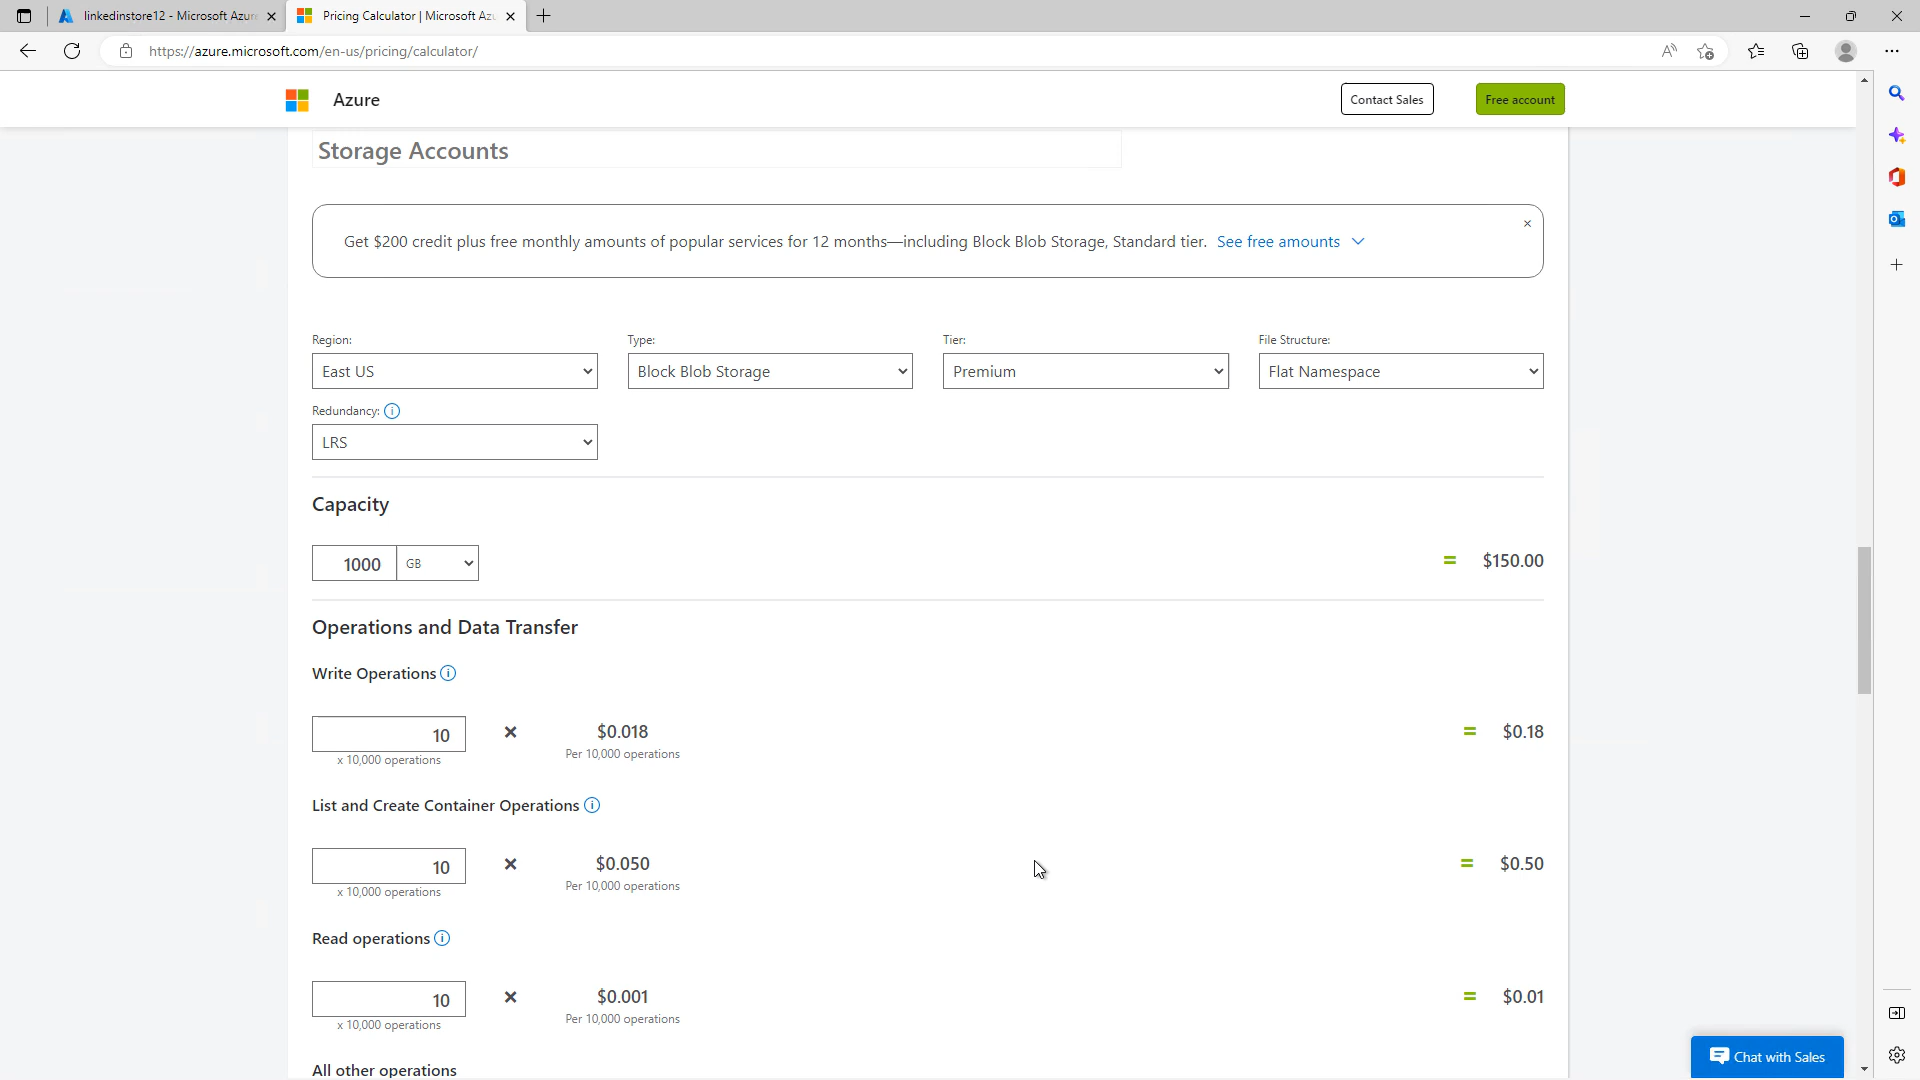 linkedinstore12 - Microsoft Azure
Pricing Calculator | Microsoft Az
https://azure.microsoft.com/en-us/pricing/calculator/
Azure
Contact Sales
Free account
Storage Accounts
Get $200 credit plus free monthly amounts of popular services for 12 months—including Block Blob Storage, Standard tier. See free amounts
Region:
Type:
Tier:
File Structure:
East US
Block Blob Storage
Premium
Flat Namespace
Redundancy:
LRS
Capacity
1000 GB = $150.00
Operations and Data Transfer
Write Operations
10 × $0.018 = $0.18
x 10,000 operations Per 10,000 operations
List and Create Container Operations
10 × $0.050 = $0.50
x 10,000 operations Per 10,000 operations
Read operations
10 × $0.001 = $0.01
x 10,000 operations Per 10,000 operations
All other operations
Chat with Sales